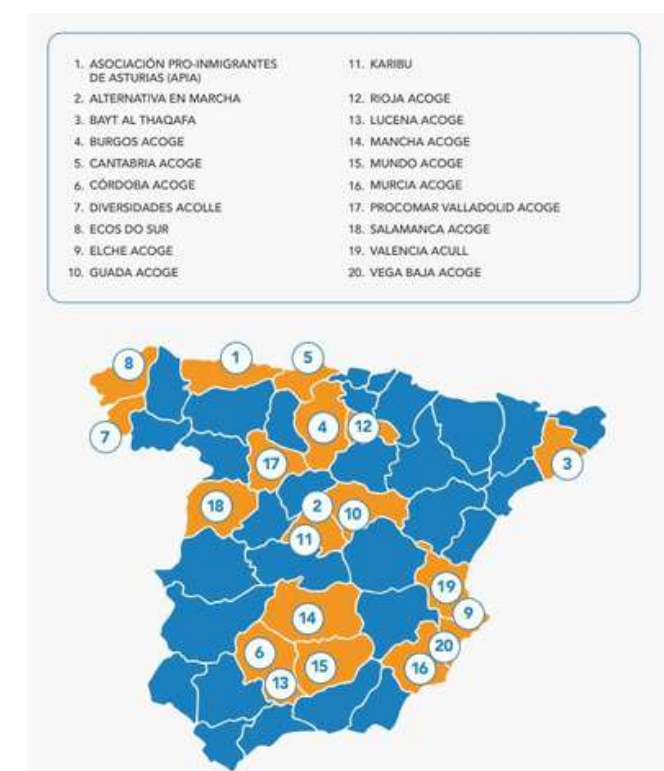 1. ASOCIACIÓN PRO-INMIGRANTES
DE ASTURIAS (APIA)
2. ALTERNATIVA EN MARCHA
3. BAYT AL THAQAFA
4. BURGOS ACOGE
5. CANTABRIA ACOGE
6. CÓRDOBA ACOGE
7. DIVERSIDADES ACOLLE
8. ECOS DO SUR
9. ELCHE ACOGE
10. GUADA ACOGE
11. KARIBU
12. RIOJA ACOGE
13. LUCENA ACOGE
14. MANCHA ACOGE
15. MUNDO ACOGE
16. MURCIA ACOGE
17. PROCOMAR VALLADOLID ACOGE
18. SALAMANCA ACOGE
19. VALENCIA ACULL
20. VEGA BAJA ACOGE
8
1
5
7
4
12
17
3
18
2
10
11
19
9
14
20
6
15
16
13